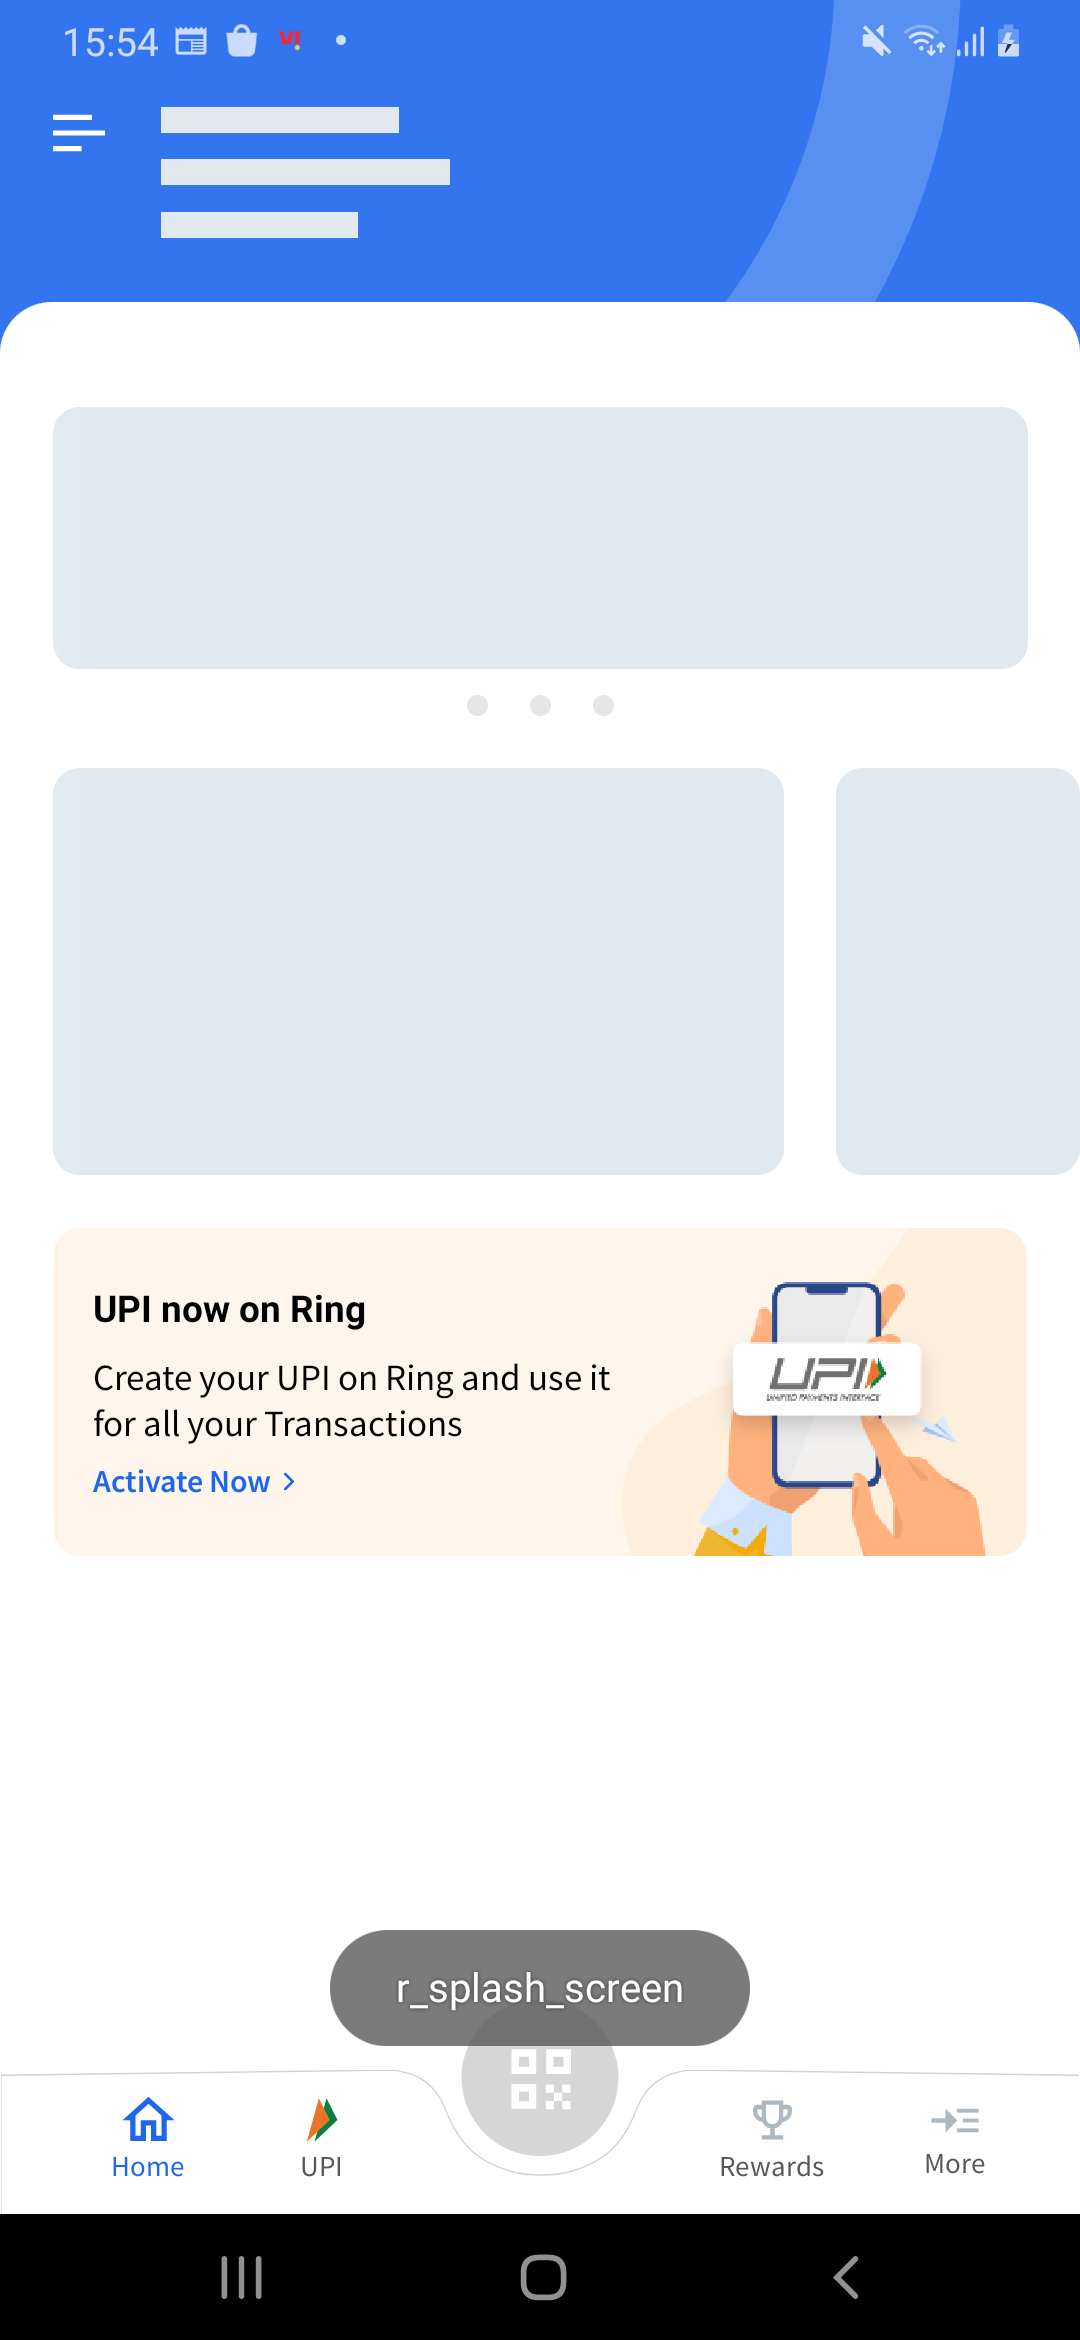 15:54
UPI now on Ring
Create your UPI on Ring and use it
for all your Transactions
Activate Now
UPI
UNIFIED PAYMENTS INTERFACE
r_splash_screen
Home
UPI
Rewards
More